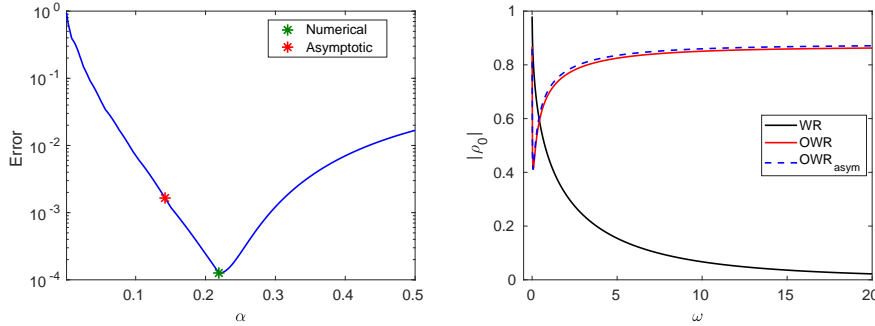 10^0
10^-1
10^-2
10^-3
10^-4
Error
0.1 0.2 0.3 0.4 0.5
α
Numerical
Asymptotic
1
0.8
0.6
0.4
0.2
0
|ρ_0|
0 5 10 15 20
ω
WR
OWR
OWR_asym